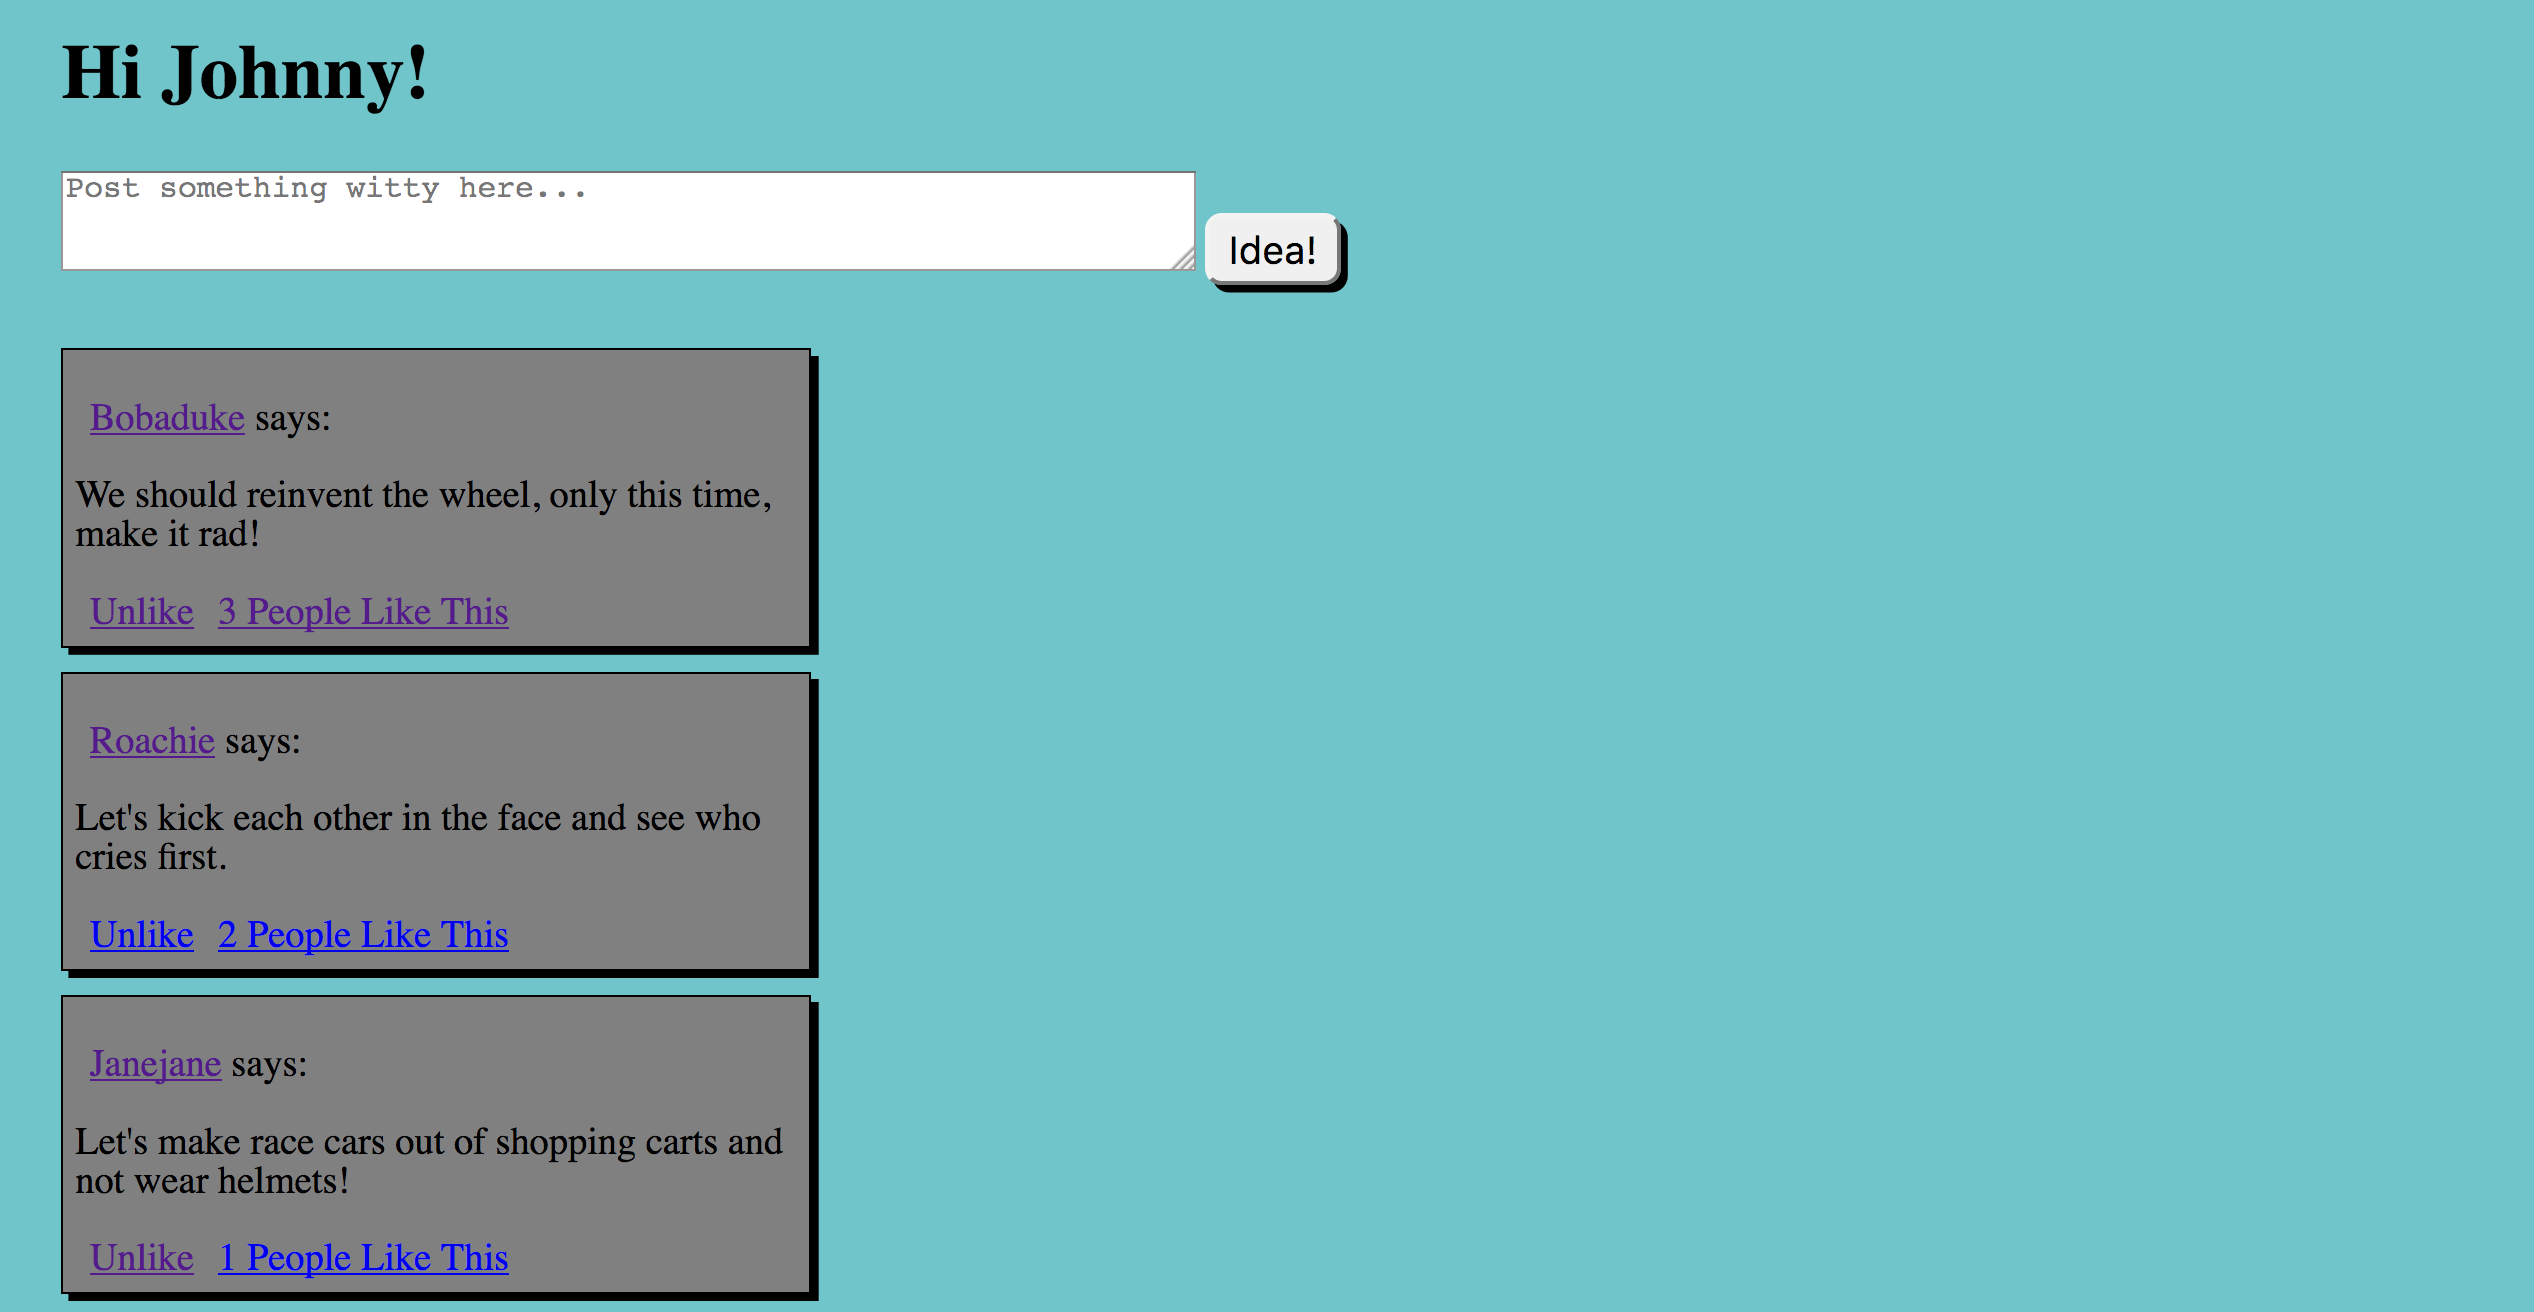 Hi Johnny!
Post something witty here...
Idea!
Bobaduke says:
We should reinvent the wheel, only this time,
make it rad!
Unlike 3 People Like This
Roachie says:
Let's kick each other in the face and see who
cries first.
Unlike 2 People Like This
Janejane says:
Let's make race cars out of shopping carts and
not wear helmets!
Unlike 1 People Like This